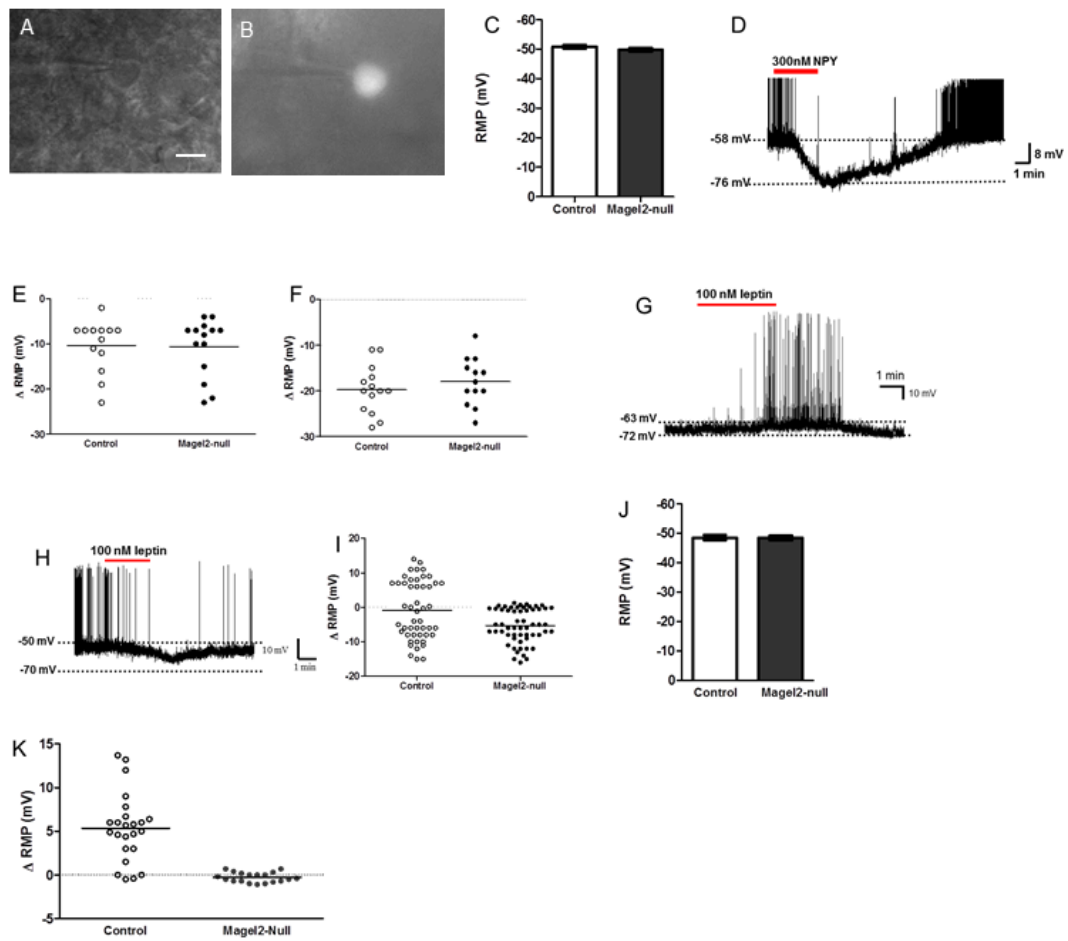 A
B
C
-60
-50
-40
-30
-20
-10
0
RMP (mV)
Control
Magel2-null
D
300nM NPY
-58 mV
-76 mV
8 mV
1 min
E
0
-10
-20
-30
Δ RMP (mV)
Control
Magel2-null
F
0
-10
-20
-30
Δ RMP (mV)
Control
Magel2-null
G
100 nM leptin
1 min
10 mV
-63 mV
-72 mV
H
100 nM leptin
-50 mV
-70 mV
10 mV
1 min
I
20
10
0
-10
-20
Δ RMP (mV)
Control
Magel2-null
J
-60
-50
-40
-30
-20
-10
0
RMP (mV)
Control
Magel2-null
K
15
10
5
0
-5
Δ RMP (mV)
Control
Magel2-Null